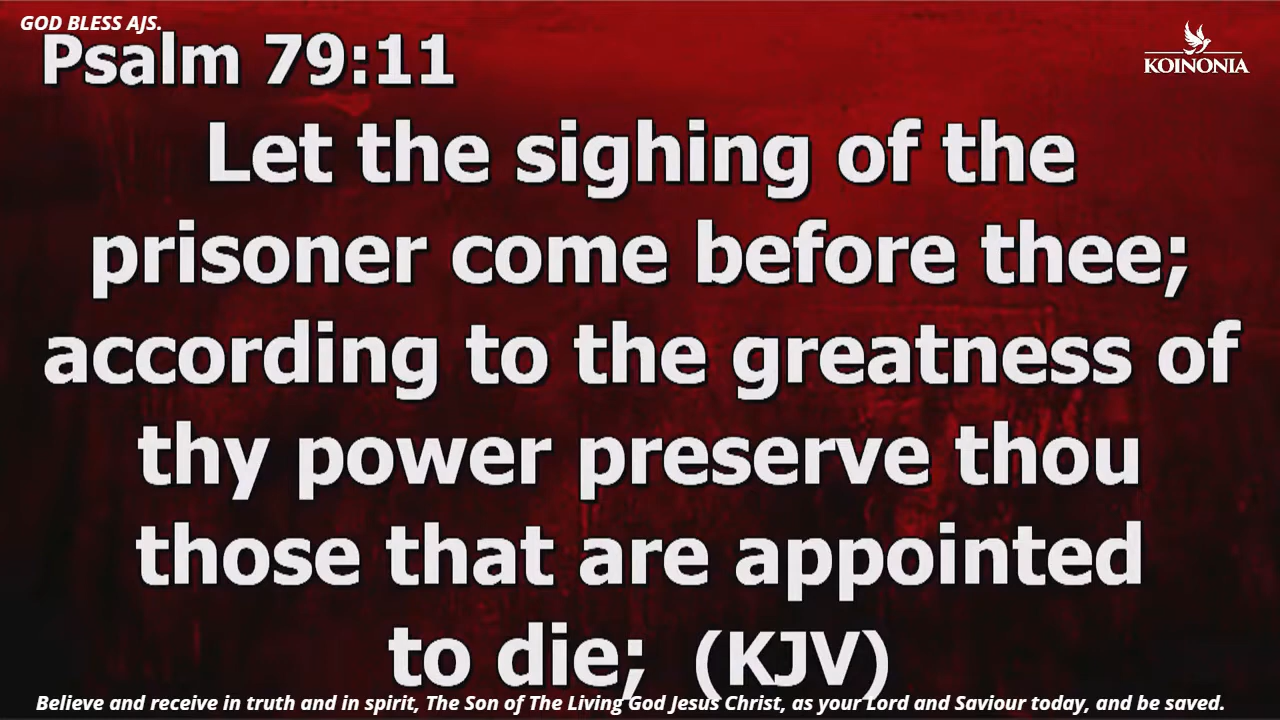 GOD BLESS AJS.
Psalm 79:11
KOINONIA
Let the sighing of the
prisoner come before thee;
according to the greatness of
thy power preserve thou
those that are appointed
to die; (KJV)
Believe and receive in truth and in spirit, The Son of The Living God Jesus Christ, as your Lord and Saviour today, and be saved.